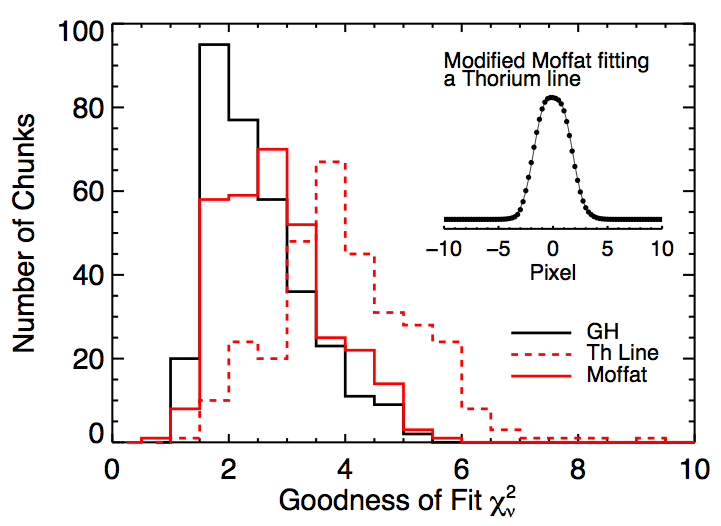 100
80
60
40
20
0
Number of Chunks
Modified Moffat fitting
a Thorium line
-10 -5 0 5 10
Pixel
GH
Th Line
Moffat
0 2 4 6 8 10
Goodness of Fit χ²ᵥ